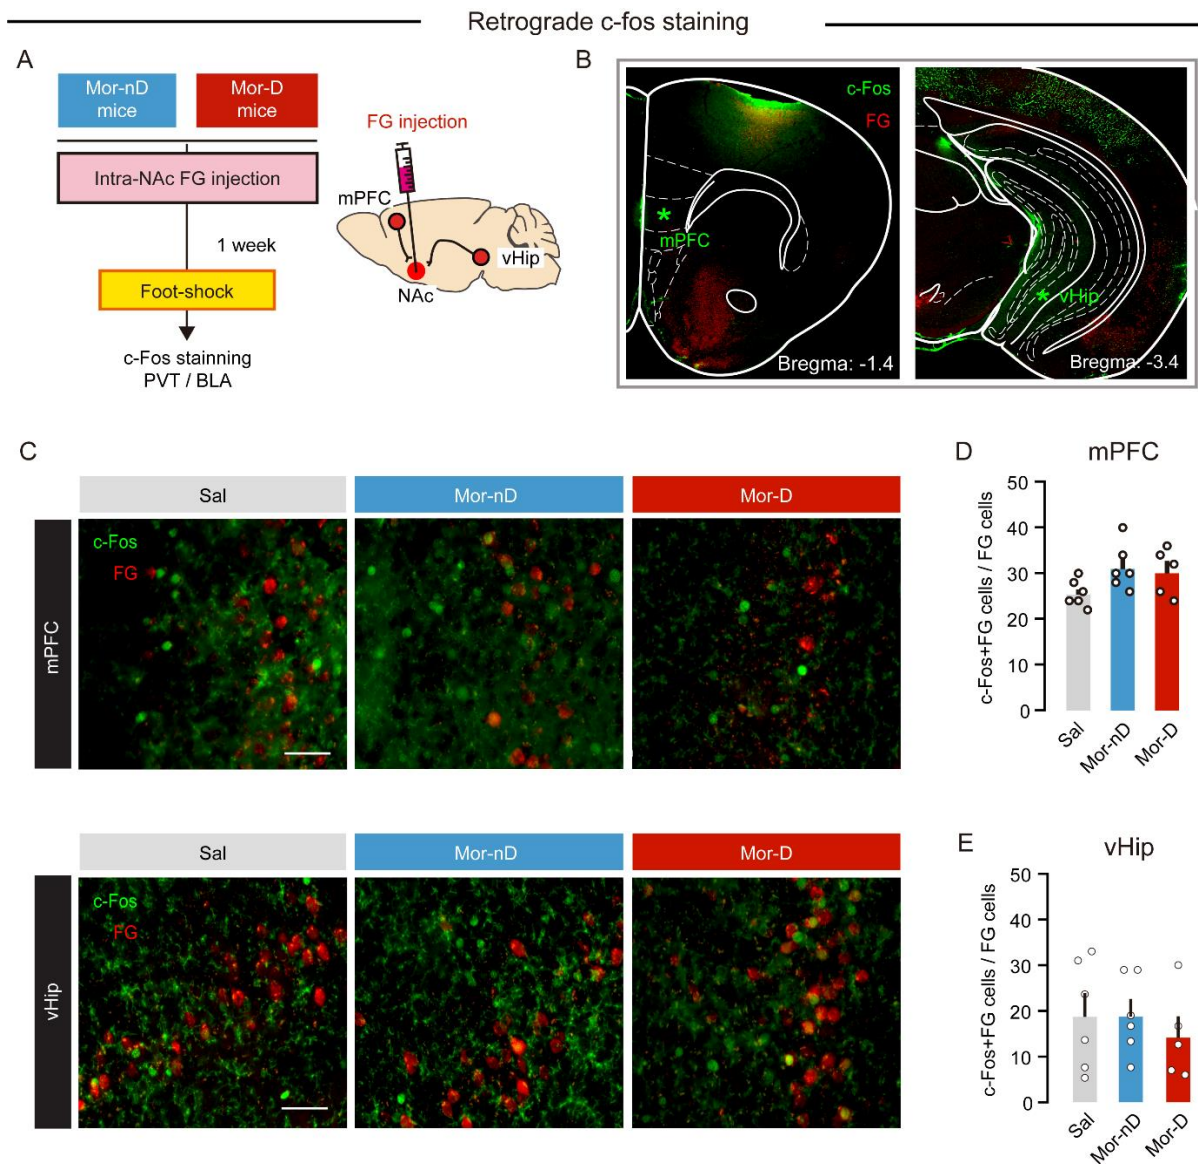 Retrograde c-fos staining
A
Mor-nD
mice
Mor-D
mice
Intra-NAc FG injection
1 week
Foot-shock
c-Fos stainning
PVT / BLA
FG injection
mPFC
vHip
NAc
B
c-Fos
FG
mPFC
Bregma: -1.4
vHip
Bregma: -3.4
C
Sal
Mor-nD
Mor-D
mPFC
c-Fos
FG
Sal
Mor-nD
Mor-D
vHip
c-Fos
FG
D
mPFC
c-Fos+FG cells / FG cells
50
40
30
20
10
0
Sal
Mor-nD
Mor-D
E
vHip
c-Fos+FG cells / FG cells
50
40
30
20
10
0
Sal
Mor-nD
Mor-D